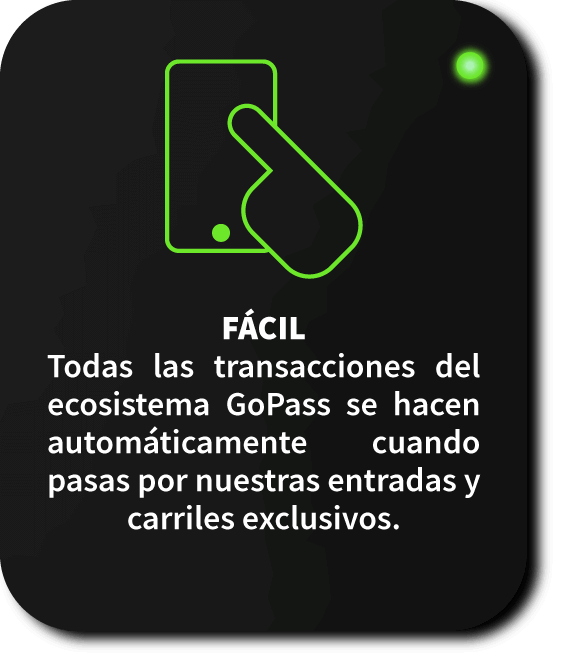 FÁCIL
Todas las transacciones del
ecosistema GoPass se hacen
automáticamente cuando
pasas por nuestras entradas y
carriles exclusivos.